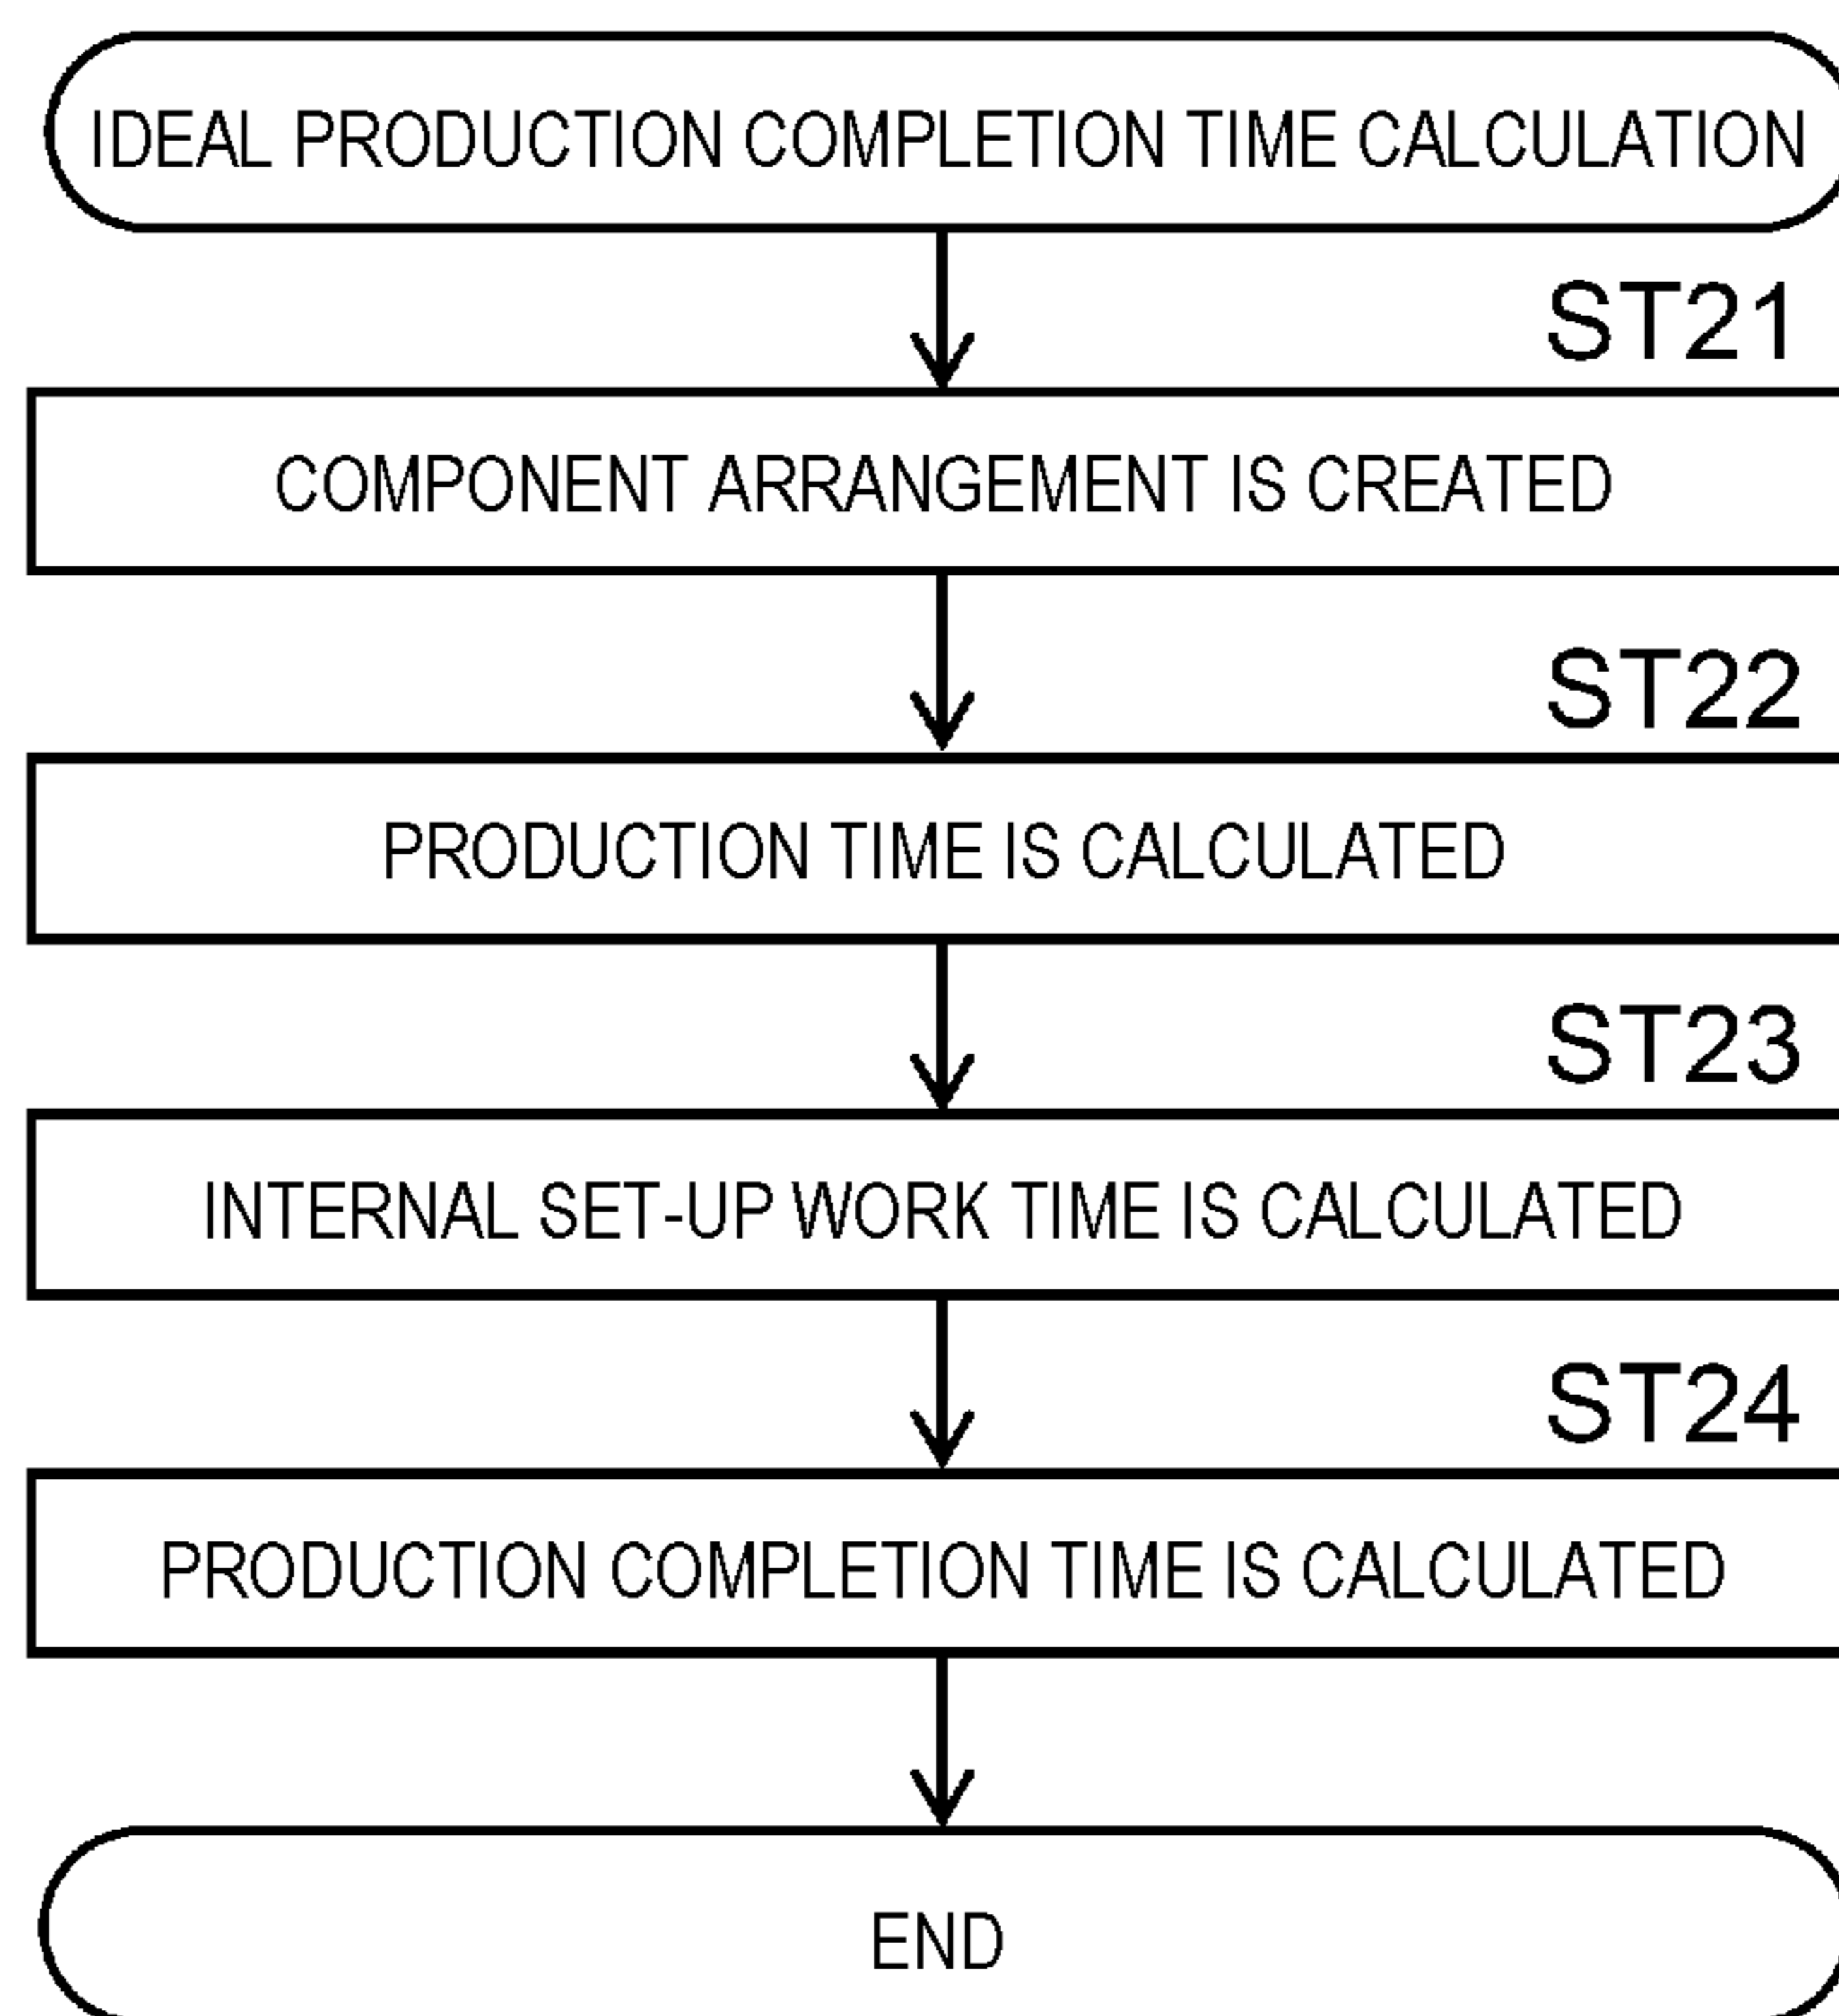 IDEAL PRODUCTION COMPLETION TIME CALCULATION
ST21
COMPONENT ARRANGEMENT IS CREATED
ST22
PRODUCTION TIME IS CALCULATED
ST23
INTERNAL SET-UP WORK TIME IS CALCULATED
ST24
PRODUCTION COMPLETION TIME IS CALCULATED
END